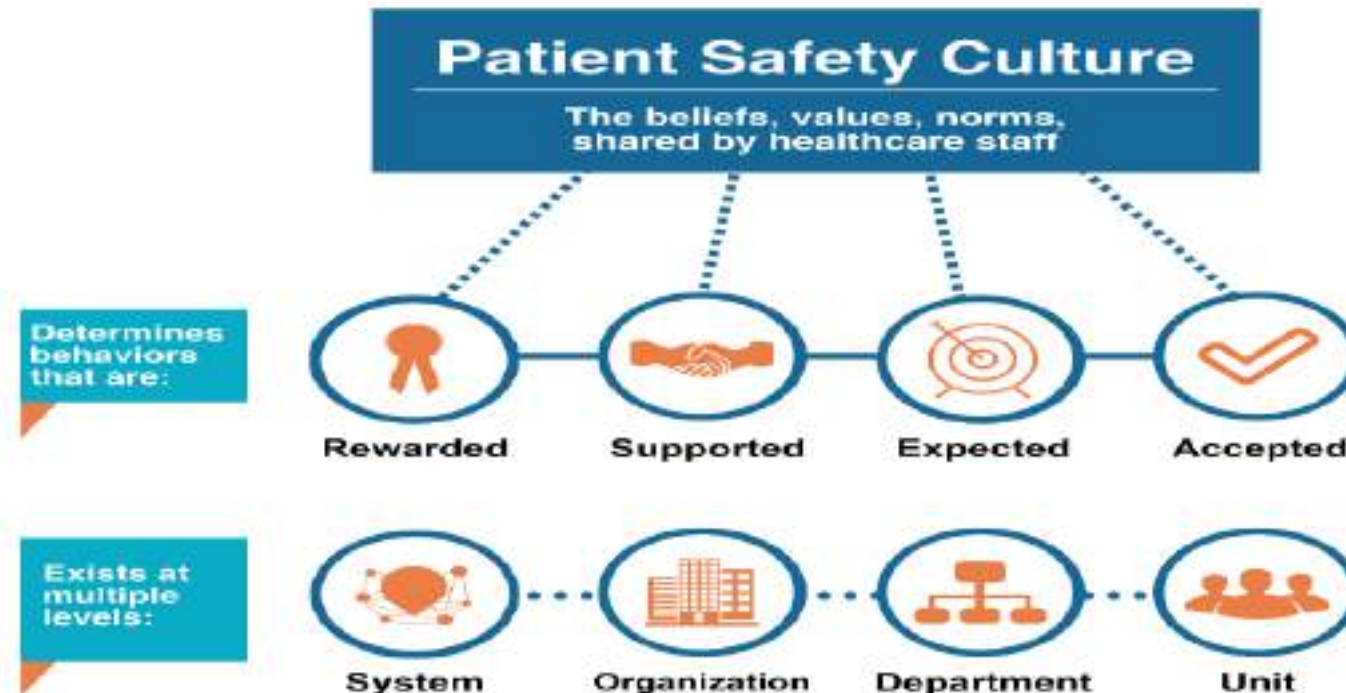 Patient Safety Culture
The beliefs, values, norms,
shared by healthcare staff
Determines
behaviors
that are:
Rewarded
Supported
Expected
Accepted
Exists at
multiple
levels:
System
Organization
Department
Unit